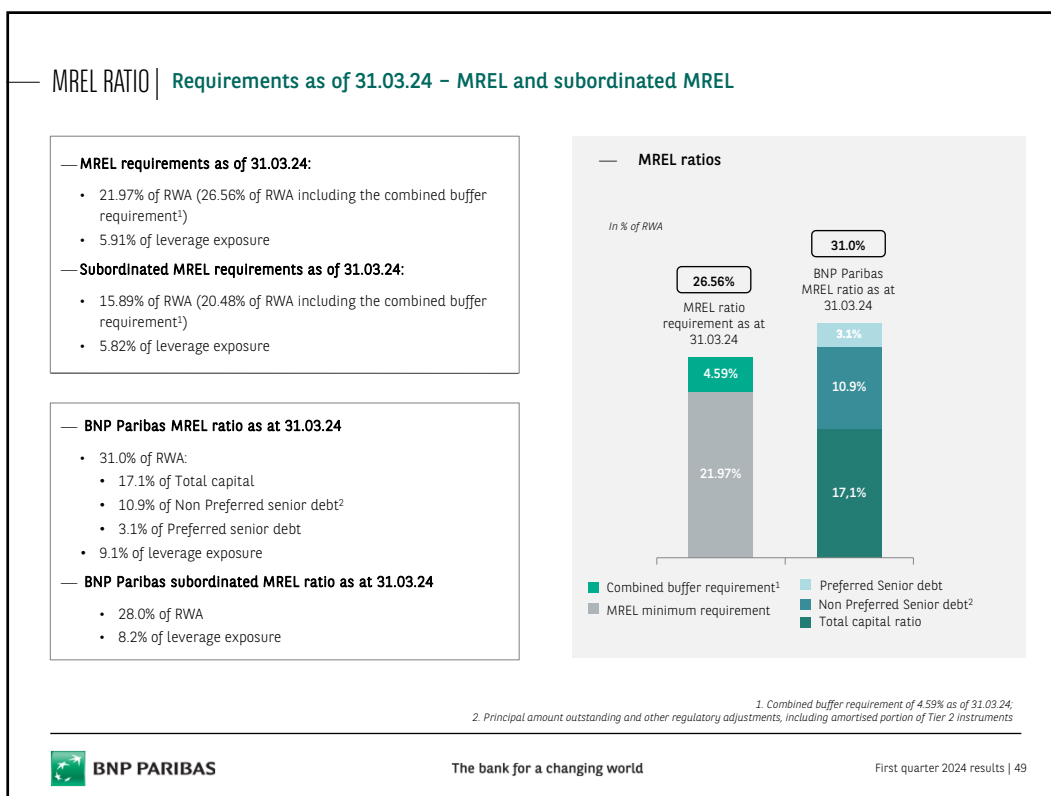 MREL RATIO | Requirements as of 31.03.24 – MREL and subordinated MREL
— MREL requirements as of 31.03.24:
• 21.97% of RWA (26.56% of RWA including the combined buffer
requirement¹)
• 5.91% of leverage exposure
— Subordinated MREL requirements as of 31.03.24:
• 15.89% of RWA (20.48% of RWA including the combined buffer
requirement¹)
• 5.82% of leverage exposure
— BNP Paribas MREL ratio as at 31.03.24
• 31.0% of RWA:
• 17.1% of Total capital
• 10.9% of Non Preferred senior debt²
• 3.1% of Preferred senior debt
• 9.1% of leverage exposure
— BNP Paribas subordinated MREL ratio as at 31.03.24
• 28.0% of RWA
• 8.2% of leverage exposure
— MREL ratios
In % of RWA
26.56%
MREL ratio
requirement as at
31.03.24
4.59%
21.97%
31.0%
BNP Paribas
MREL ratio as at
31.03.24
3.1%
10.9%
17,1%
Combined buffer requirement¹
MREL minimum requirement
Preferred Senior debt
Non Preferred Senior debt²
Total capital ratio
1. Combined buffer requirement of 4.59% as of 31.03.24;
2. Principal amount outstanding and other regulatory adjustments, including amortised portion of Tier 2 instruments
BNP PARIBAS
The bank for a changing world
First quarter 2024 results | 49